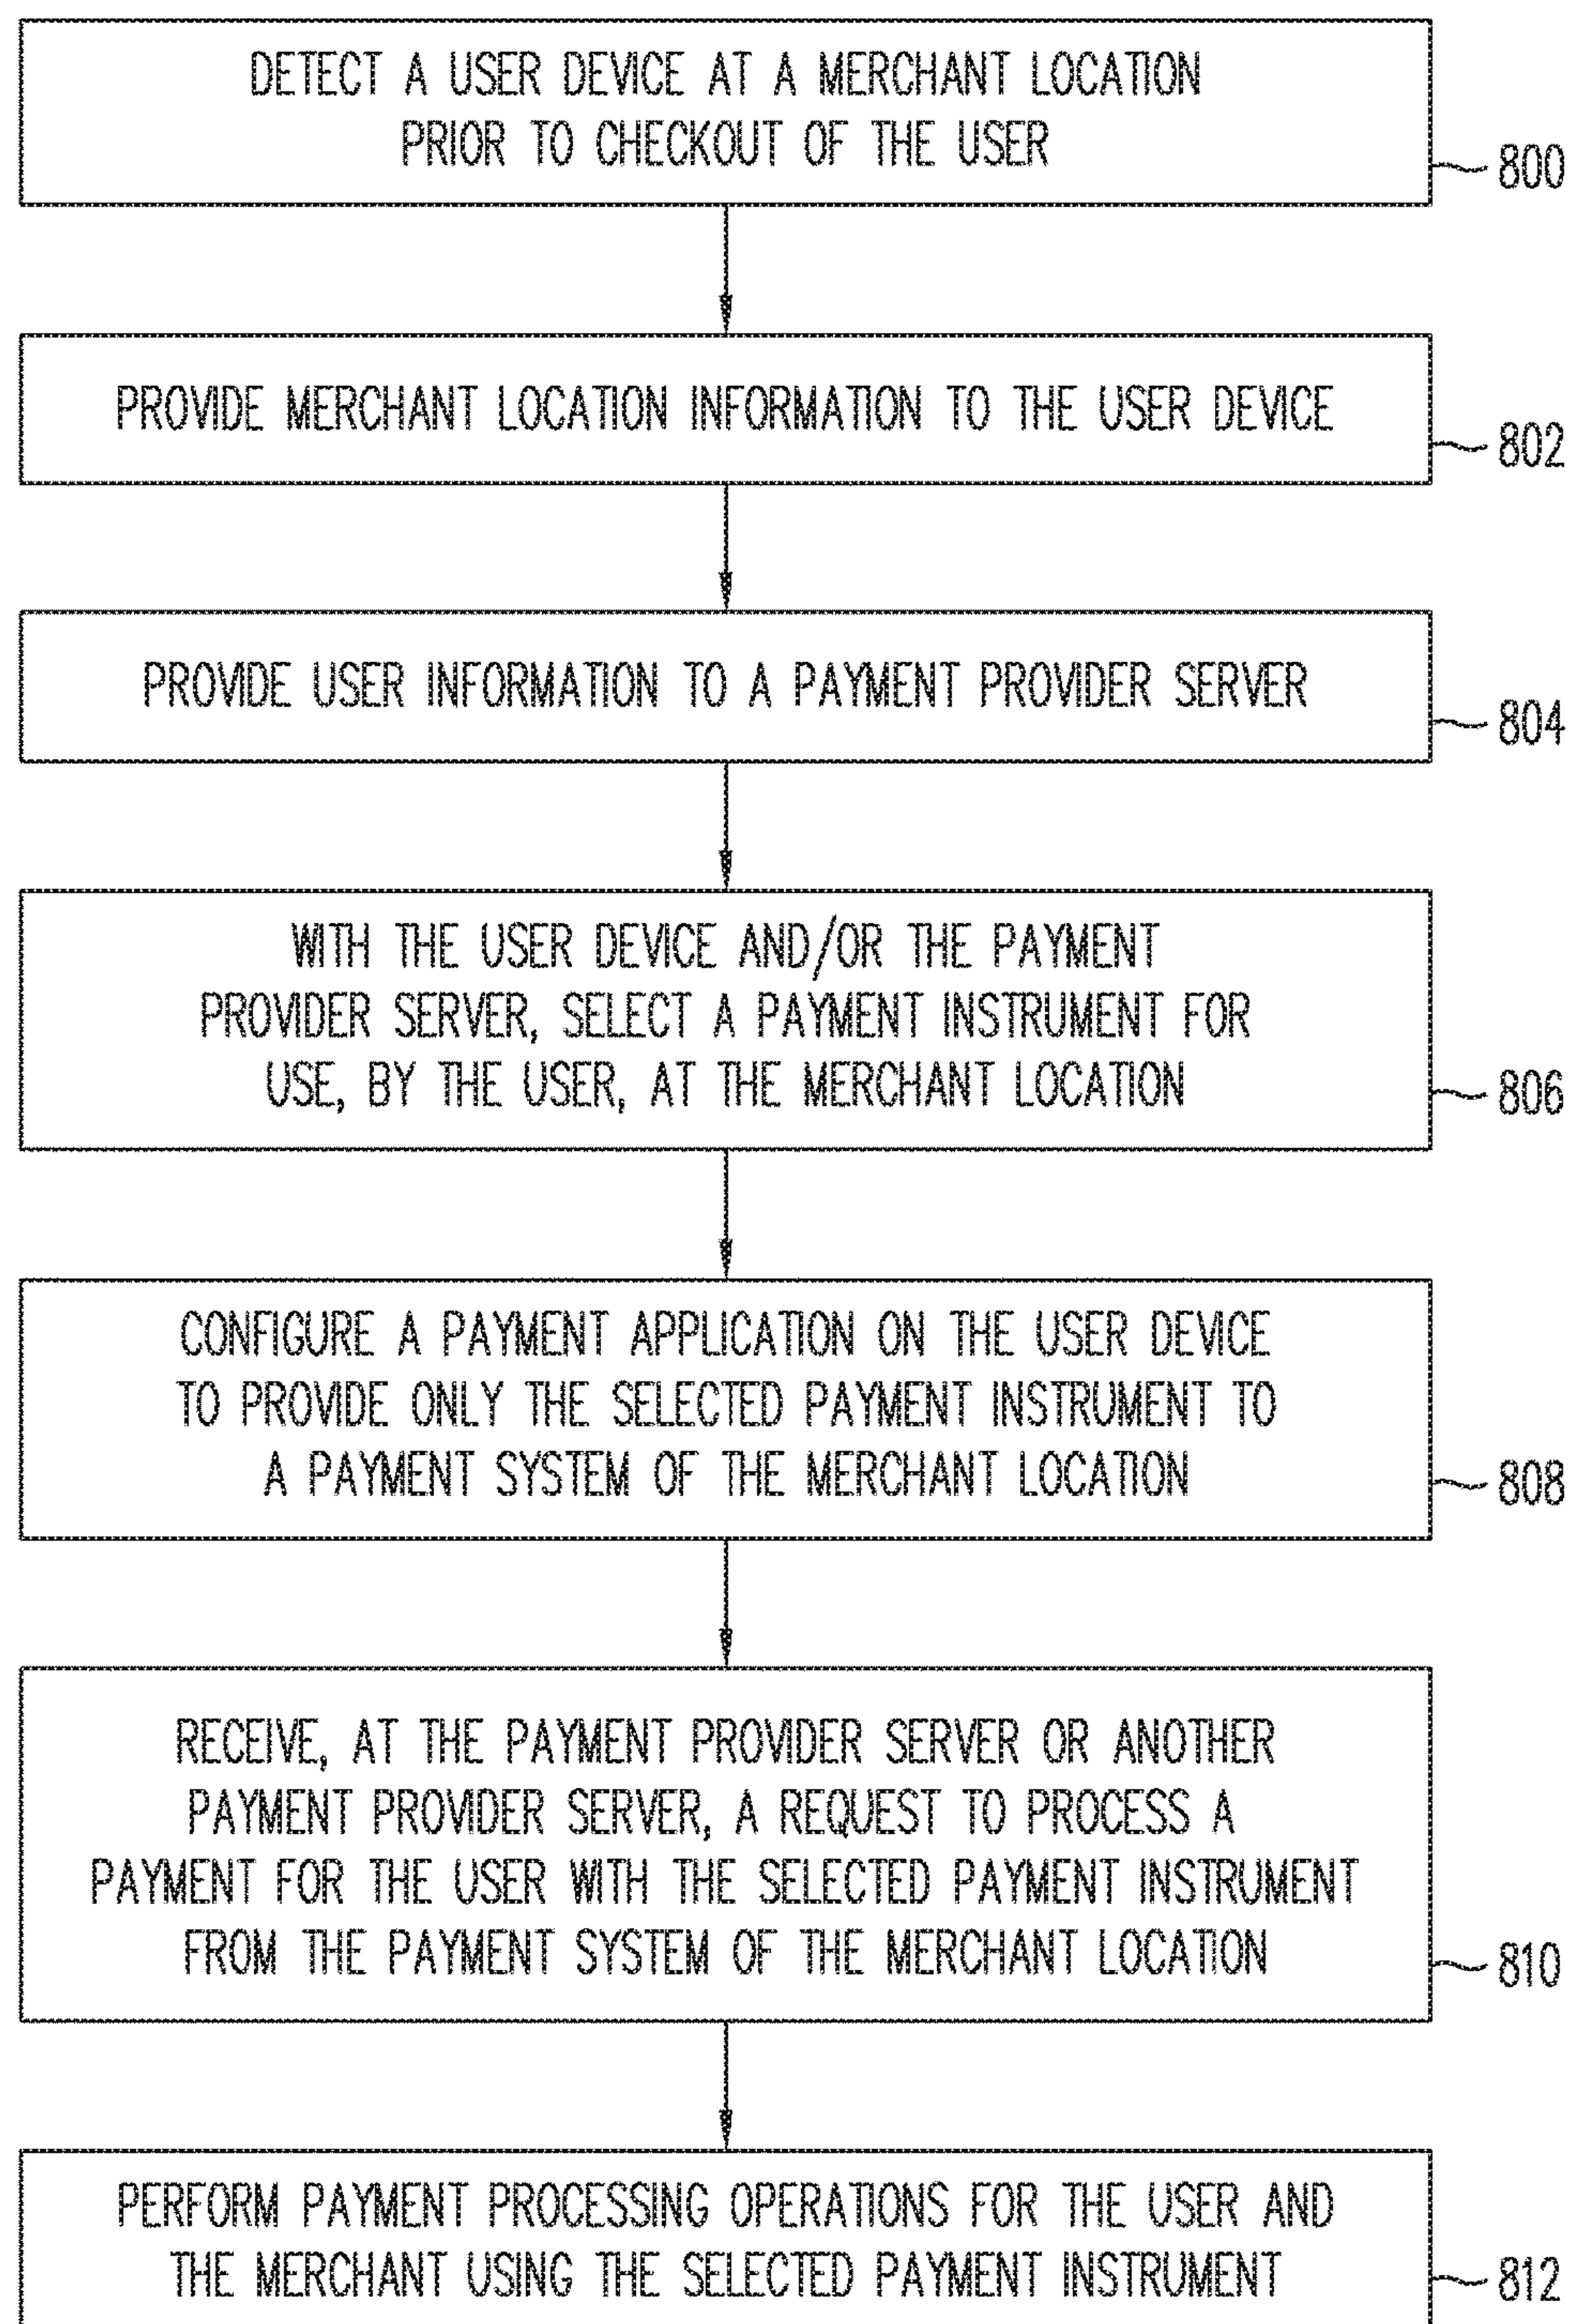 DETECT A USER DEVICE AT A MERCHANT LOCATION
PRIOR TO CHECKOUT OF THE USER
800
PROVIDE MERCHANT LOCATION INFORMATION TO THE USER DEVICE
802
PROVIDE USER INFORMATION TO A PAYMENT PROVIDER SERVER
804
WITH THE USER DEVICE AND/OR THE PAYMENT
PROVIDER SERVER, SELECT A PAYMENT INSTRUMENT FOR
USE, BY THE USER, AT THE MERCHANT LOCATION
806
CONFIGURE A PAYMENT APPLICATION ON THE USER DEVICE
TO PROVIDE ONLY THE SELECTED PAYMENT INSTRUMENT TO
A PAYMENT SYSTEM OF THE MERCHANT LOCATION
808
RECEIVE, AT THE PAYMENT PROVIDER SERVER OR ANOTHER
PAYMENT PROVIDER SERVER, A REQUEST TO PROCESS A
PAYMENT FOR THE USER WITH THE SELECTED PAYMENT INSTRUMENT
FROM THE PAYMENT SYSTEM OF THE MERCHANT LOCATION
810
PERFORM PAYMENT PROCESSING OPERATIONS FOR THE USER AND
THE MERCHANT USING THE SELECTED PAYMENT INSTRUMENT
812